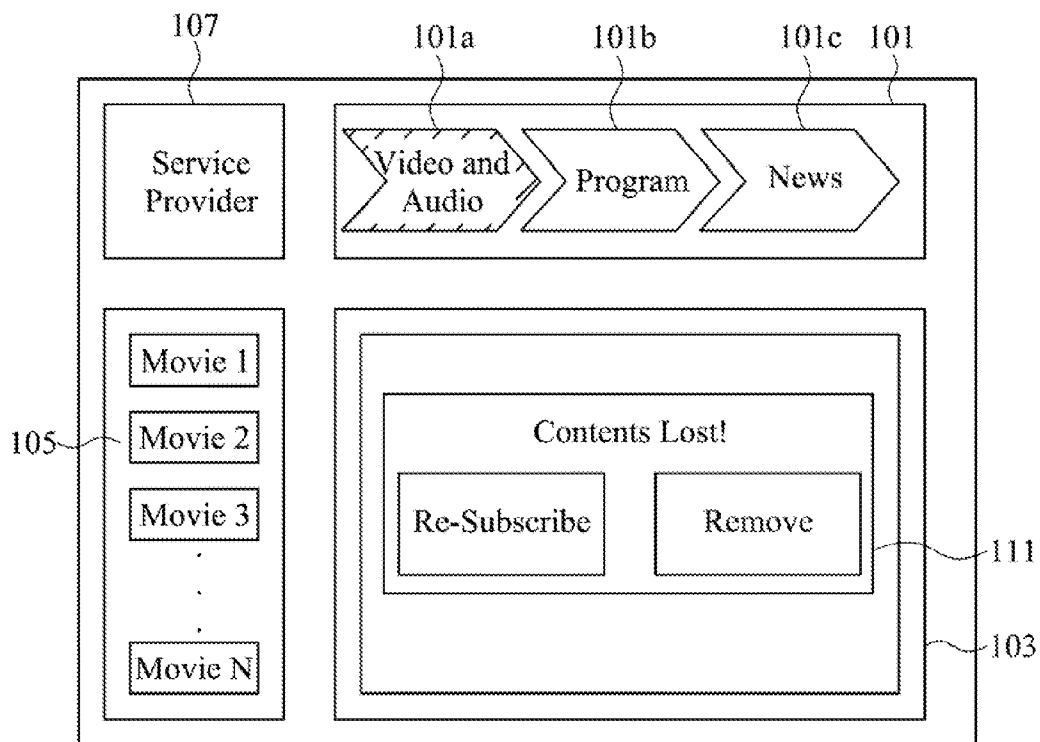 107
101a
101b
101c
101
Service
Provider
Video and
Audio
Program
News
105
Movie 1
Movie 2
Movie 3
Movie N
Contents Lost!
Re-Subscribe
Remove
111
103